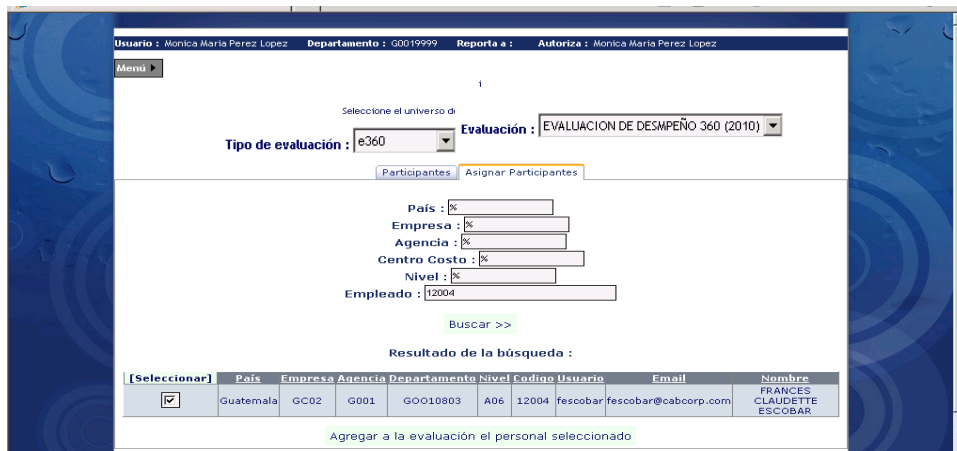 Usuario : Monica Maria Perez Lopez Departamento : G0019999 Reporta a : Autoriza : Monica Maria Perez Lopez
Menú
i
Seleccione el universo de
Tipo de evaluación : e360 Evaluación : EVALUACION DE DESMPEÑO 360 (2010)
Participantes Asignar Participantes
País : %
Empresa : %
Agencia : %
Centro Costo : %
Nivel : %
Empleado : 12004
Buscar >>
Resultado de la búsqueda :
[Seleccionar] País Empresa Agencia Departamento Nivel Codigo Usuario Email Nombre
Guatemala GC02 G001 GOO10803 A06 12004 fescobar fescobar@cabcorp.com FRANCES CLAUDETTE ESCOBAR
Agregar a la evaluación el personal seleccionado